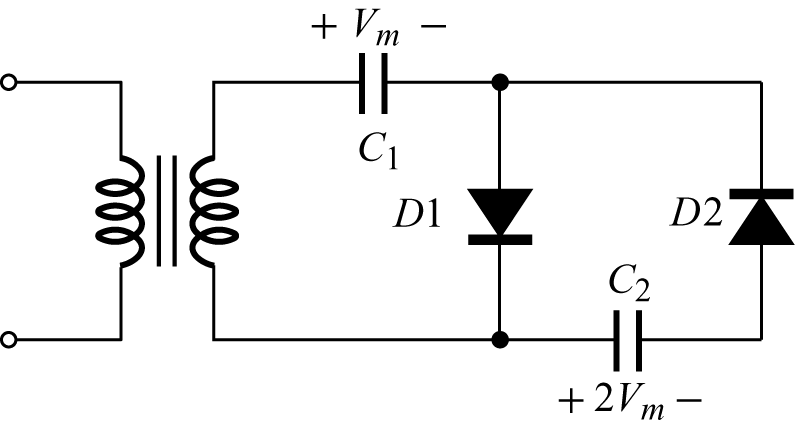 + Vm −
C1
D1
D2
C2
+ 2Vm −